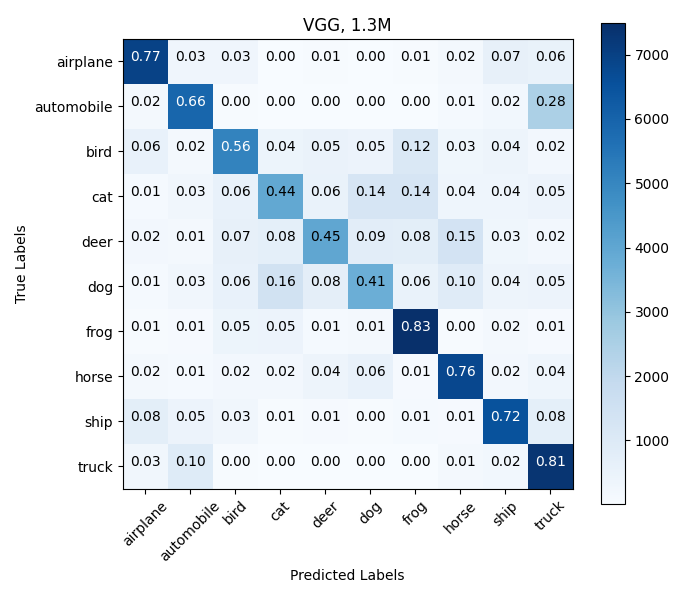 VGG, 1.3M
airplane 0.77 0.03 0.03 0.00 0.01 0.00 0.01 0.02 0.07 0.06
automobile 0.02 0.66 0.00 0.00 0.00 0.00 0.00 0.01 0.02 0.28
bird 0.06 0.02 0.56 0.04 0.05 0.05 0.12 0.03 0.04 0.02
cat 0.01 0.03 0.06 0.44 0.06 0.14 0.14 0.04 0.04 0.05
deer 0.02 0.01 0.07 0.08 0.45 0.09 0.08 0.15 0.03 0.02
dog 0.01 0.03 0.06 0.16 0.08 0.41 0.06 0.10 0.04 0.05
frog 0.01 0.01 0.05 0.05 0.01 0.01 0.83 0.00 0.02 0.01
horse 0.02 0.01 0.02 0.02 0.04 0.06 0.01 0.76 0.02 0.04
ship 0.08 0.05 0.03 0.01 0.01 0.00 0.01 0.01 0.72 0.08
truck 0.03 0.10 0.00 0.00 0.00 0.00 0.00 0.01 0.02 0.81
airplane automobile bird cat deer dog frog horse ship truck
Predicted Labels
True Labels
7000
6000
5000
4000
3000
2000
1000